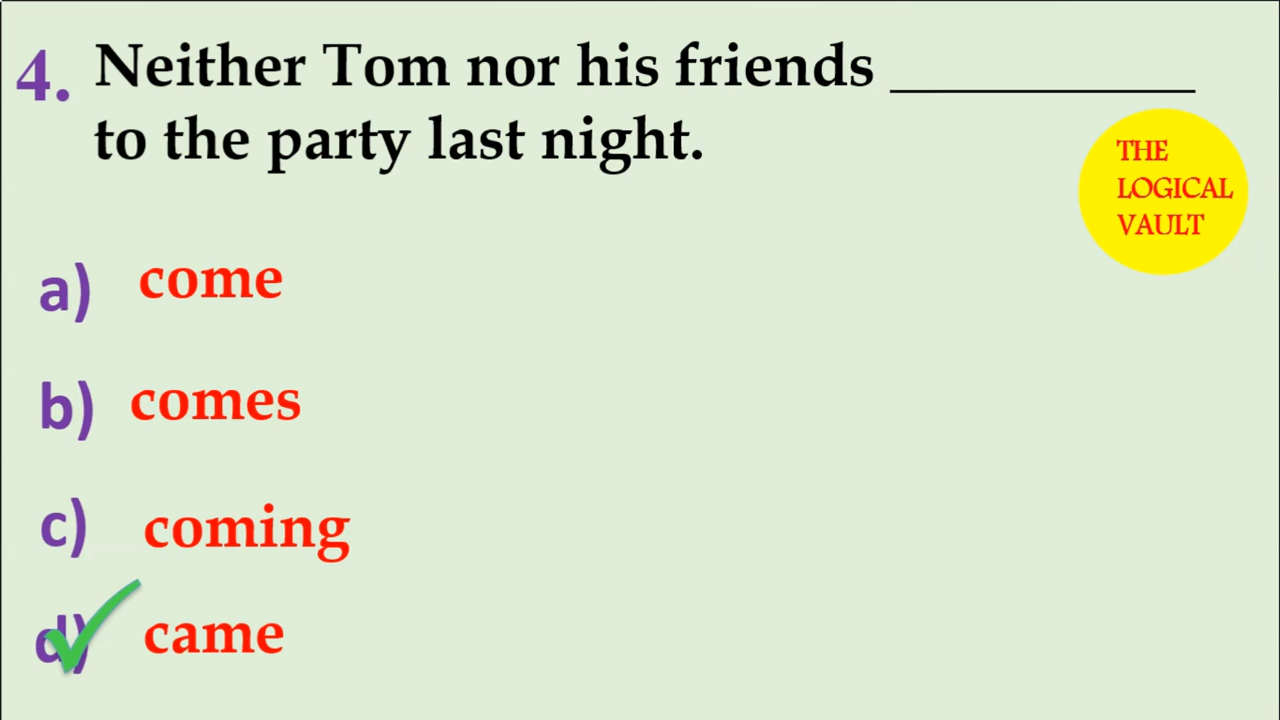 4. Neither Tom nor his friends ___________
to the party last night.
THE
LOGICAL
VAULT
a) come
b) comes
c) coming
d) came